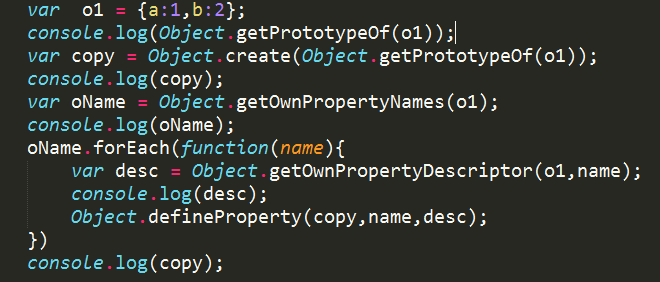 var  o1 = {a:1,b:2};
console.log(Object.getPrototypeOf(o1));
var copy = Object.create(Object.getPrototypeOf(o1));
console.log(copy);
var oName = Object.getOwnPropertyNames(o1);
console.log(oName);
oName.forEach(function(name){
    var desc = Object.getOwnPropertyDescriptor(o1,name);
    console.log(desc);
    Object.defineProperty(copy,name,desc);
})
console.log(copy);